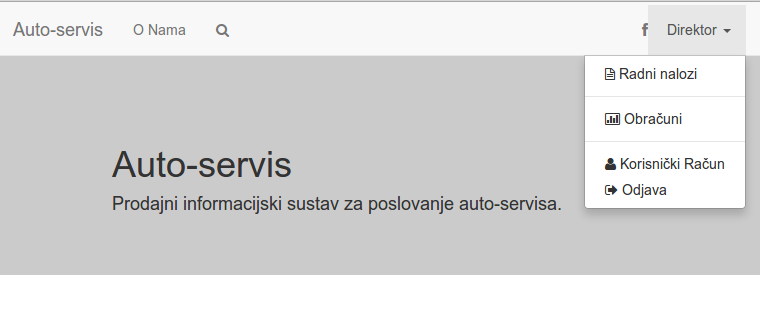 Auto-servis O Nama f Direktor
Radni nalozi
Obračuni
Korisnički Račun
Odjava
Auto-servis
Prodajni informacijski sustav za poslovanje auto-servisa.